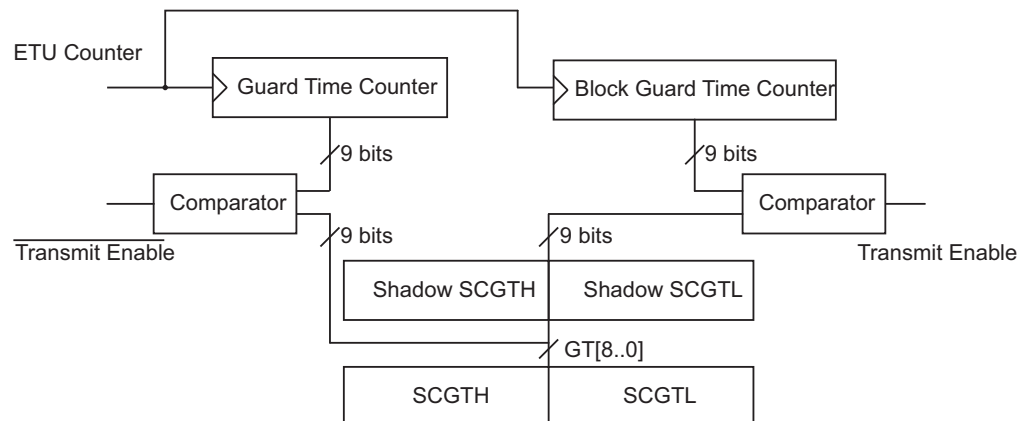 ETU Counter
Guard Time Counter
Block Guard Time Counter
9 bits
9 bits
Comparator
Comparator
Transmit Enable
9 bits
9 bits
Transmit Enable
Shadow SCGTH
Shadow SCGTL
GT[8..0]
SCGTH
SCGTL